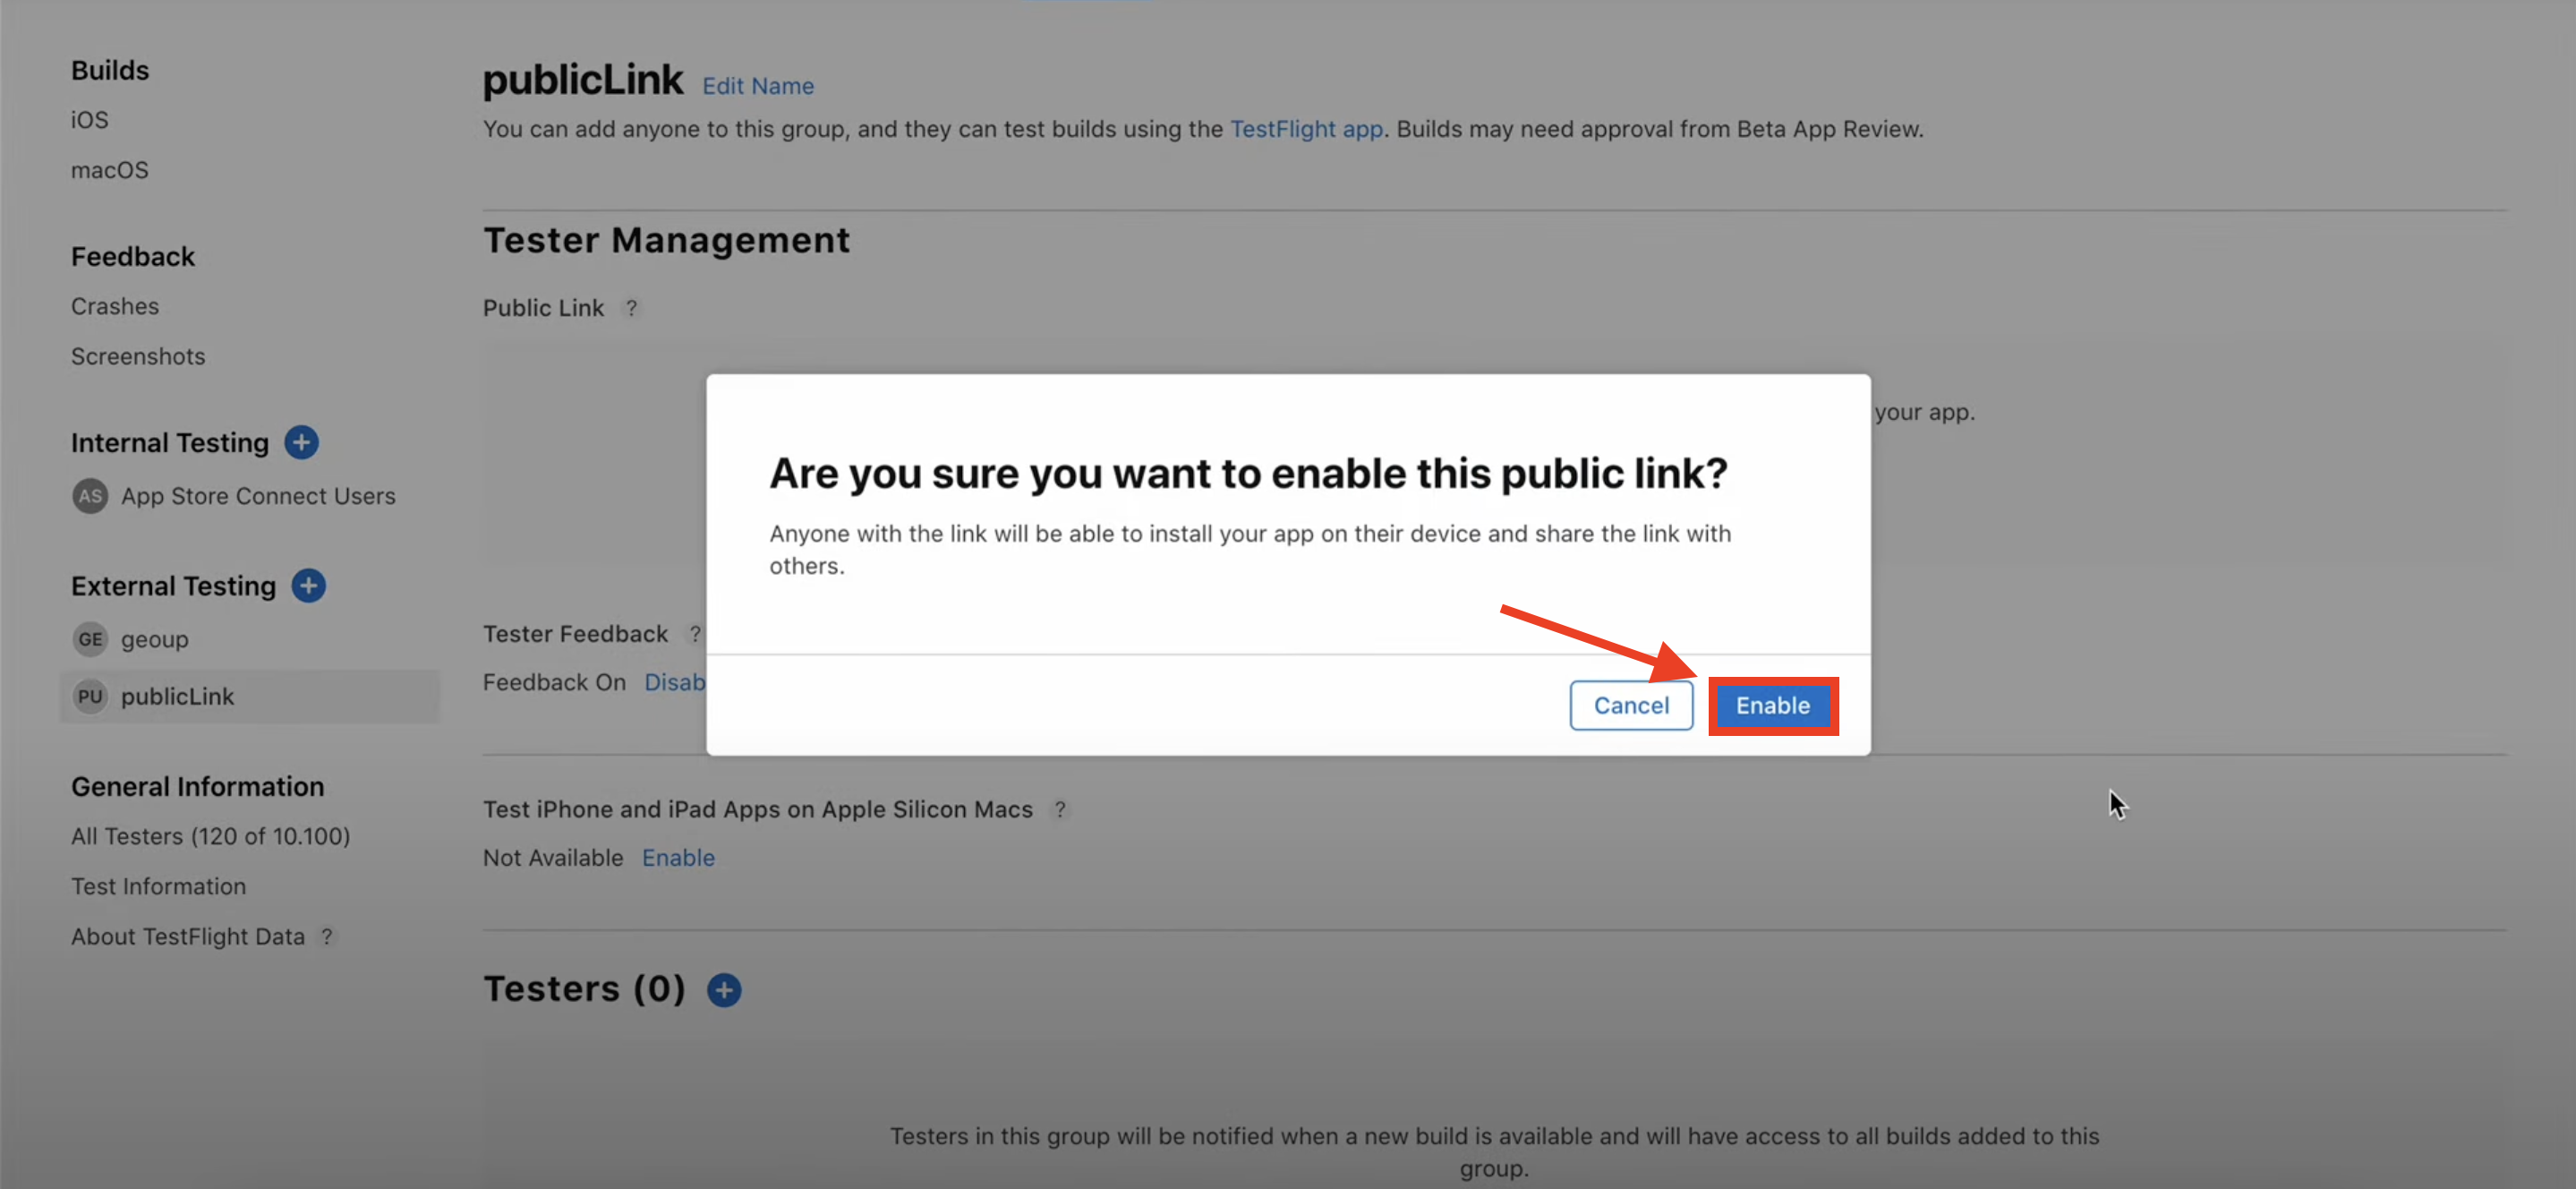 Builds
iOS
macOS
Feedback
Crashes
Screenshots
Internal Testing
AS App Store Connect Users
External Testing
GE geoup
PU publicLink
General Information
All Testers (120 of 10.100)
Test Information
About TestFlight Data ?
publicLink Edit Name
You can add anyone to this group, and they can test builds using the TestFlight app. Builds may need approval from Beta App Review.
Tester Management
Public Link ?
your app.
Are you sure you want to enable this public link?
Anyone with the link will be able to install your app on their device and share the link with
others.
Cancel Enable
Tester Feedback ?
Feedback On Disab
Test iPhone and iPad Apps on Apple Silicon Macs ?
Not Available Enable
Testers (0)
Testers in this group will be notified when a new build is available and will have access to all builds added to this
group.